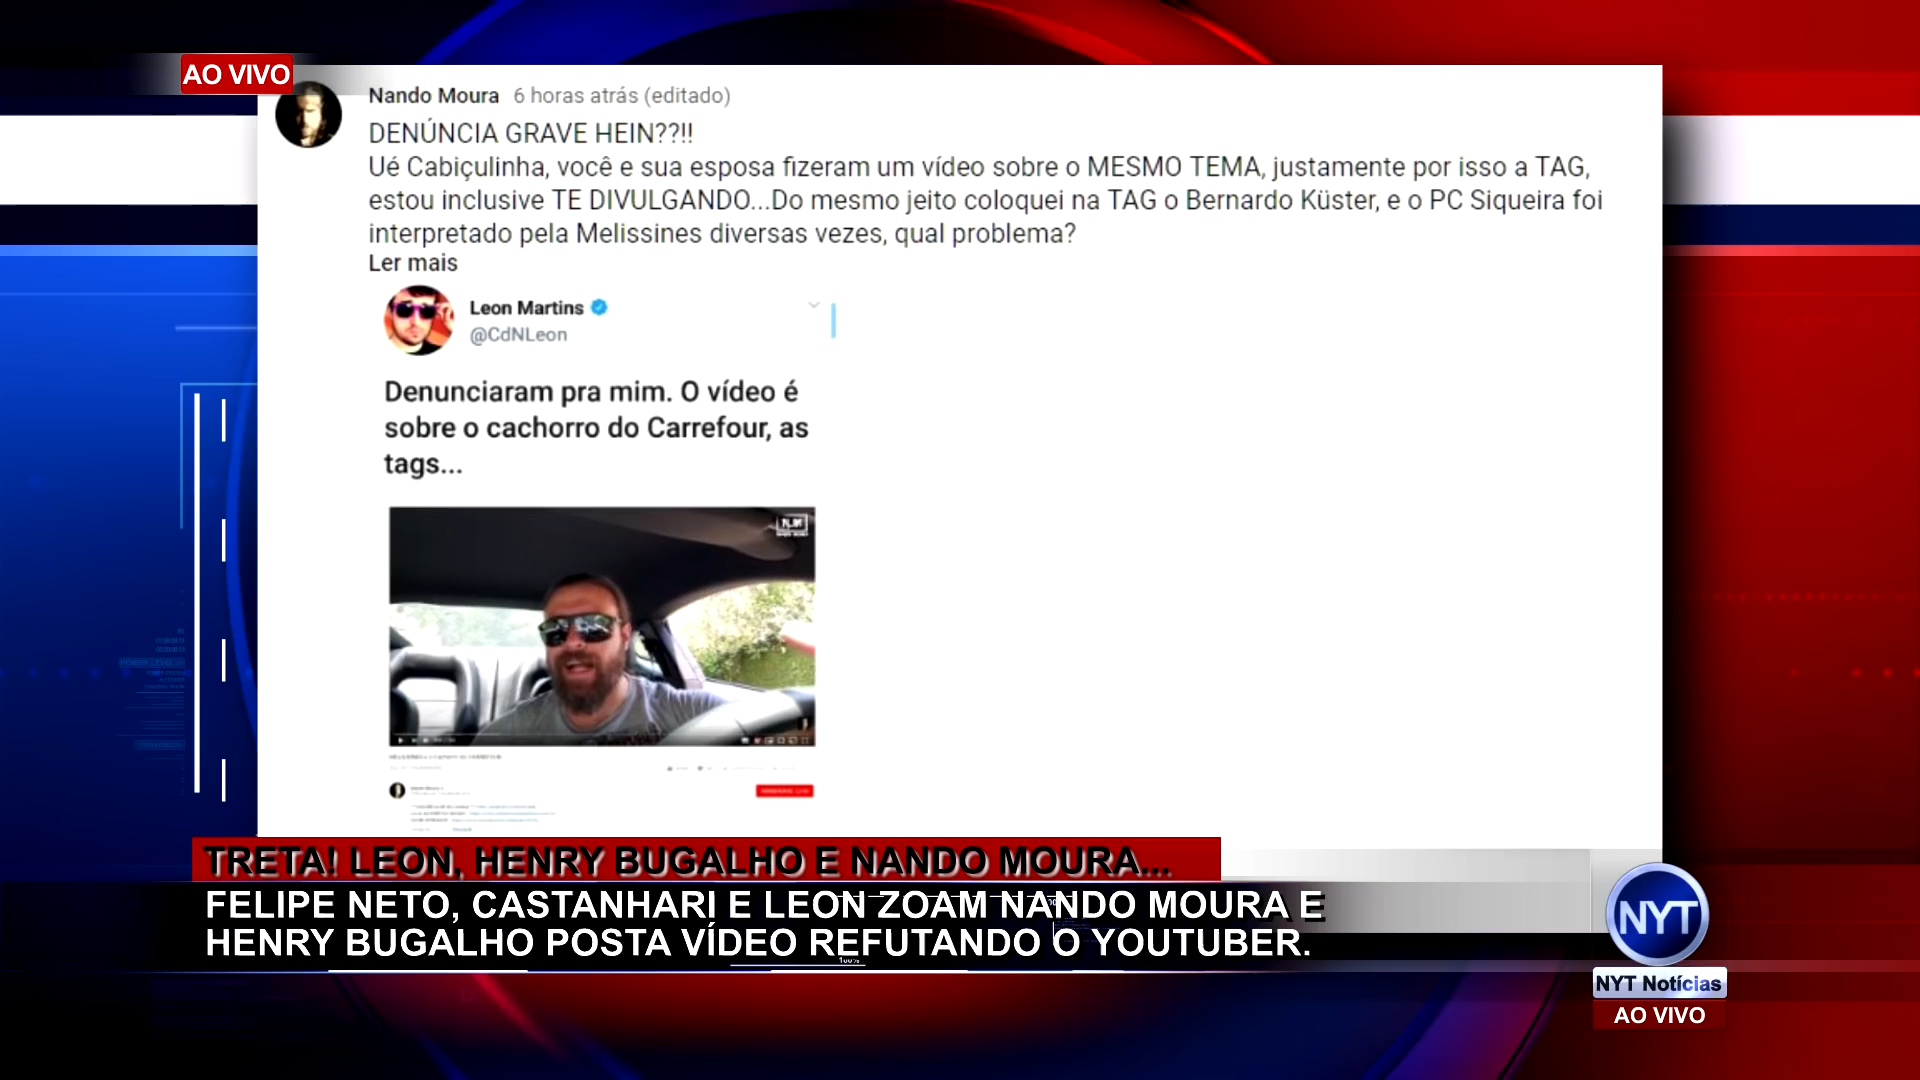 AO VIVO
Nando Moura 6 horas atrás (editado)
DENÚNCIA GRAVE HEIN??!!
Ué Cabiçulinha, você e sua esposa fizeram um vídeo sobre o MESMO TEMA, justamente por isso a TAG,
estou inclusive TE DIVULGANDO...Do mesmo jeito coloquei na TAG o Bernardo Küster, e o PC Siqueira foi
interpretado pela Melissines diversas vezes, qual problema?
Ler mais
Leon Martins
@CdNLeon
Denunciaram pra mim. O vídeo é
sobre o cachorro do Carrefour, as
tags...
TRETA! LEON, HENRY BUGALHO E NANDO MOURA...
FELIPE NETO, CASTANHARI E LEON ZOAM NANDO MOURA E
HENRY BUGALHO POSTA VÍDEO REFUTANDO O YOUTUBER.
100%
NYT
NYT Notícias
AO VIVO